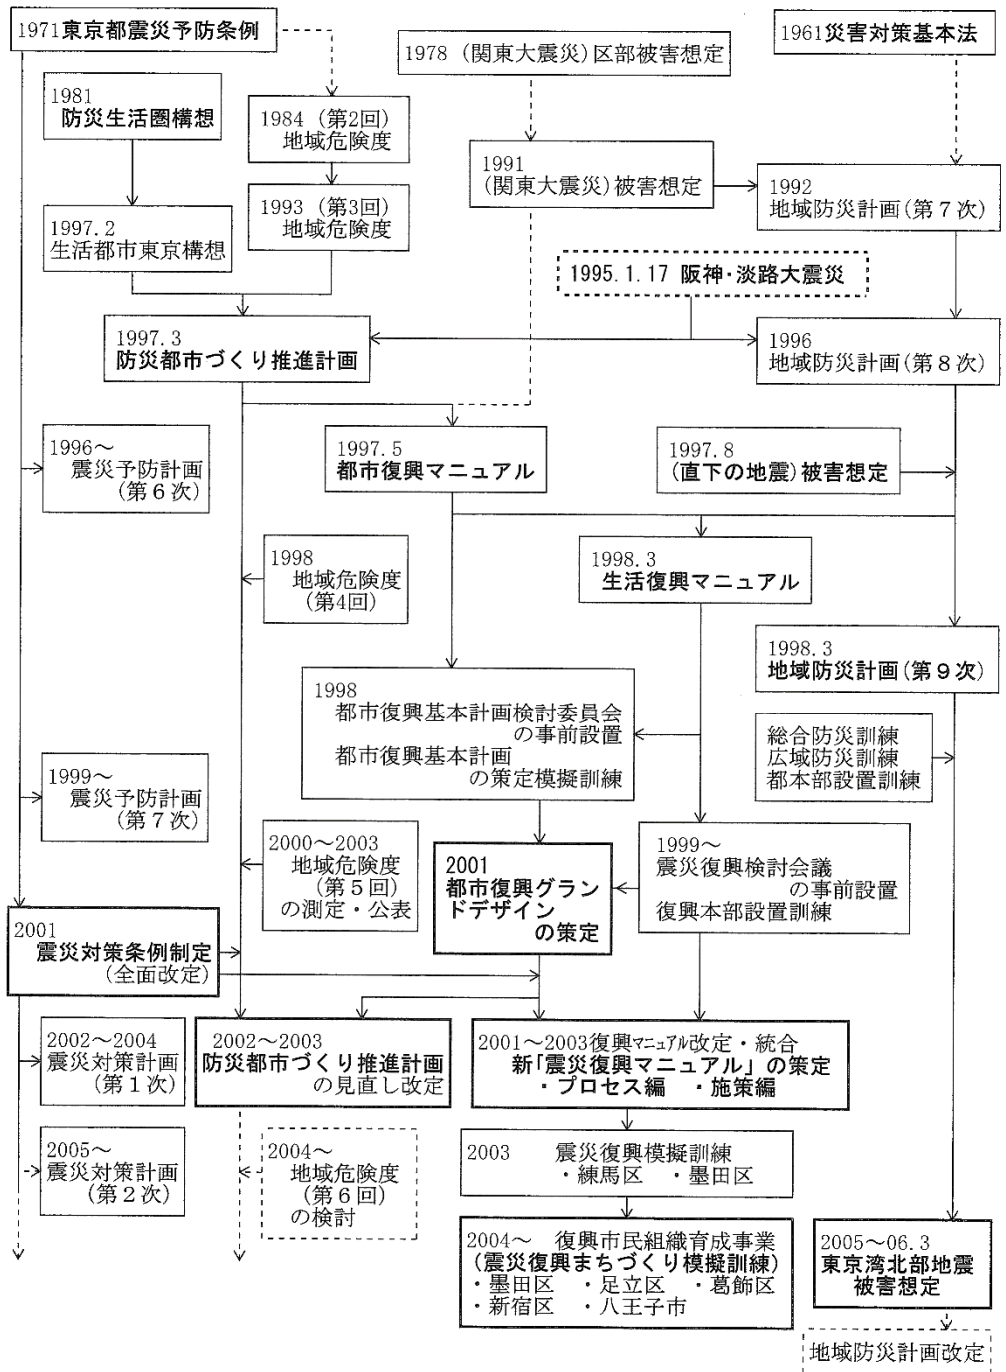 1971東京都震災予防条例
1978 (関東大震災)区部被害想定
1961災害対策基本法
1981
防災生活圏構想
1984 (第2回)
地域危険度
1991
(関東大震災)被害想定
1992
地域防災計画(第7次)
1993 (第3回)
地域危険度
1997.2
生活都市東京構想
1995.1.17 阪神・淡路大震災
1997.3
防災都市づくり推進計画
1996
地域防災計画(第8次)
1996～
震災予防計画
(第6次)
1997.5
都市復興マニュアル
1997.8
(直下の地震)被害想定
1998
地域危険度
(第4回)
1998.3
生活復興マニュアル
1998.3
地域防災計画(第9次)
1998
都市復興基本計画検討委員会
の事前設置
都市復興基本計画
の策定模擬訓練
総合防災訓練
広域防災訓練
都本部設置訓練
1999～
震災予防計画
(第7次)
2000～2003
地域危険度
(第5回)
の測定・公表
2001
都市復興グラン
ドデザイン
の策定
1999～
震災復興検討会議
の事前設置
復興本部設置訓練
2001
震災対策条例制定
(全面改定)
2002～2004
震災対策計画
(第1次)
2002～2003
防災都市づくり推進計画
の見直し改定
2001～2003復興マニュアル改定・統合
新「震災復興マニュアル」の策定
・プロセス編 ・施策編
2005～
震災対策計画
(第2次)
2004～
地域危険度
(第6回)
の検討
2003 震災復興模擬訓練
・練馬区 ・墨田区
2004～ 復興市民組織育成事業
(震災復興まちづくり模擬訓練)
・墨田区 ・足立区 ・葛飾区
・新宿区 ・八王子市
2005～06.3
東京湾北部地震
被害想定
地域防災計画改定